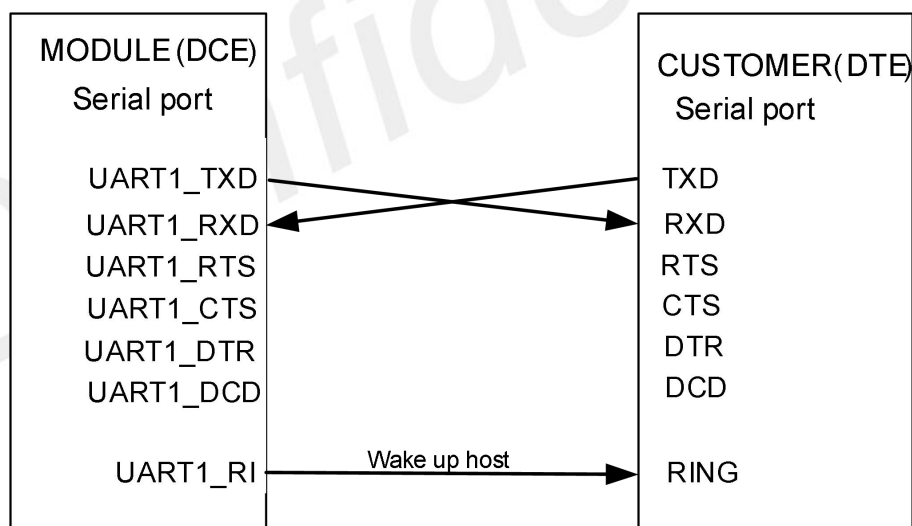 MODULE(DCE)
Serial port
UART1_TXD
UART1_RXD
UART1_RTS
UART1_CTS
UART1_DTR
UART1_DCD
UART1_RI
Wake up host
CUSTOMER(DTE)
Serial port
TXD
RXD
RTS
CTS
DTR
DCD
RING